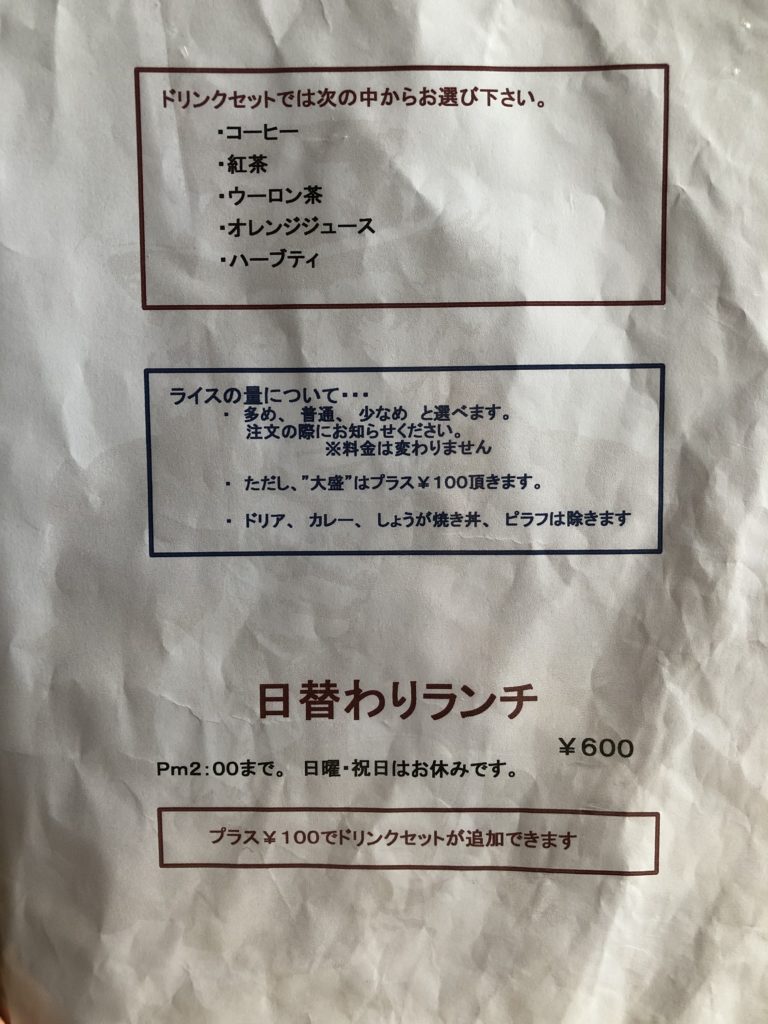 ドリンクセットでは次の中からお選び下さい。
・コーヒー
・紅茶
・ウーロン茶
・オレンジジュース
・ハーブティ
ライスの量について・・・
・ 多め、 普通、 少なめ と選べます。
注文の際にお知らせください。
※料金は変わりません
・ ただし、”大盛”はプラス￥100頂きます。
・ ドリア、 カレー、 しょうが焼き丼、 ピラフは除きます
日替わりランチ
￥600
Pm2：00まで。 日曜・祝日はお休みです。
プラス￥100でドリンクセットが追加できます